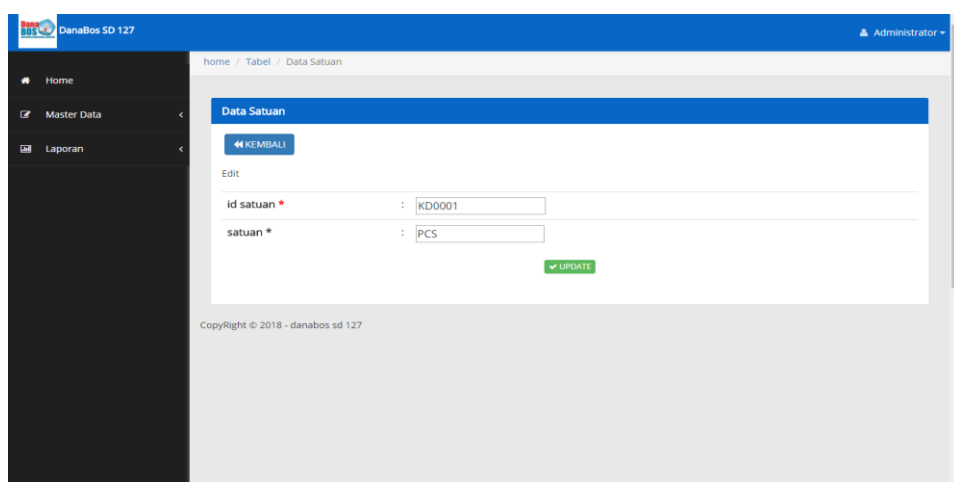 Dana BOS DanaBos SD 127
Administrator
home / Tabel / Data Satuan
Home
Master Data
Laporan
Data Satuan
KEMBALI
Edit
id satuan * : KD0001
satuan * : PCS
UPDATE
CopyRight © 2018 - danabos sd 127